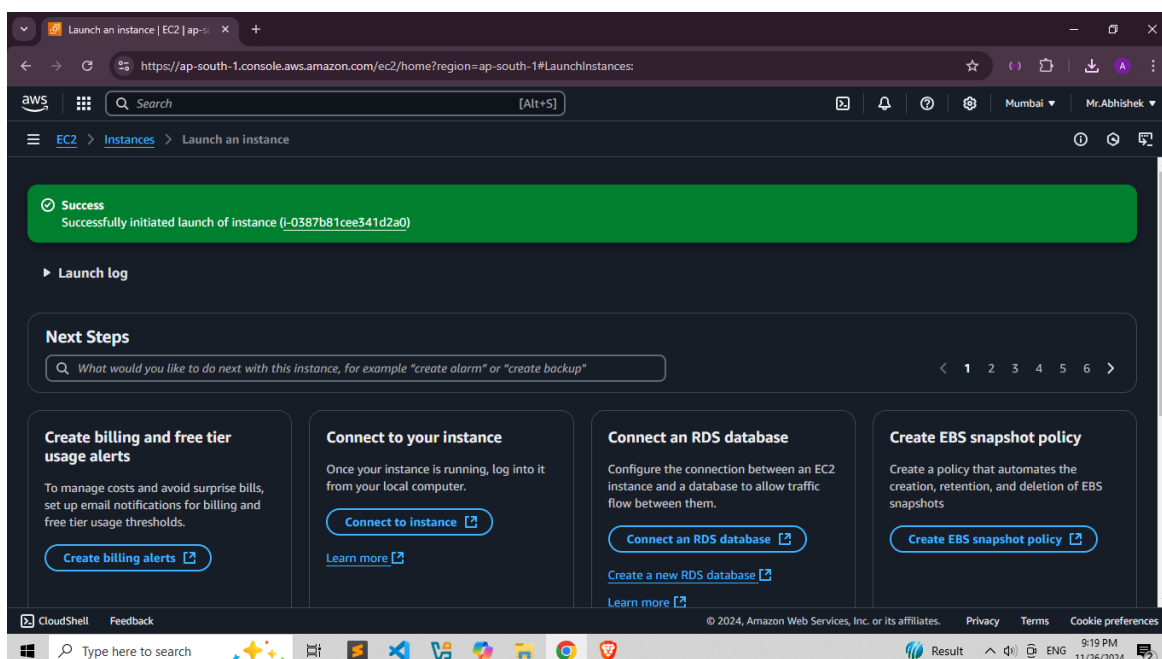 Launch an instance | EC2 | ap-so
https://ap-south-1.console.aws.amazon.com/ec2/home?region=ap-south-1#LaunchInstances:
A
aws
Search
[Alt+S]
Mumbai
Mr.Abhishek
EC2 > Instances > Launch an instance
Success
Successfully initiated launch of instance (i-0387b81cee341d2a0)
Launch log
Next Steps
What would you like to do next with this instance, for example "create alarm" or "create backup"
1 2 3 4 5 6
Create billing and free tier
usage alerts
To manage costs and avoid surprise bills,
set up email notifications for billing and
free tier usage thresholds.
Create billing alerts
Connect to your instance
Once your instance is running, log into it
from your local computer.
Connect to instance
Learn more
Connect an RDS database
Configure the connection between an EC2
instance and a database to allow traffic
flow between them.
Connect an RDS database
Create a new RDS database
Learn more
Create EBS snapshot policy
Create a policy that automates the
creation, retention, and deletion of EBS
snapshots
Create EBS snapshot policy
CloudShell
Feedback
© 2024, Amazon Web Services, Inc. or its affiliates.
Privacy
Terms
Cookie preferences
Type here to search
Result
ENG
9:19 PM
11/26/2024